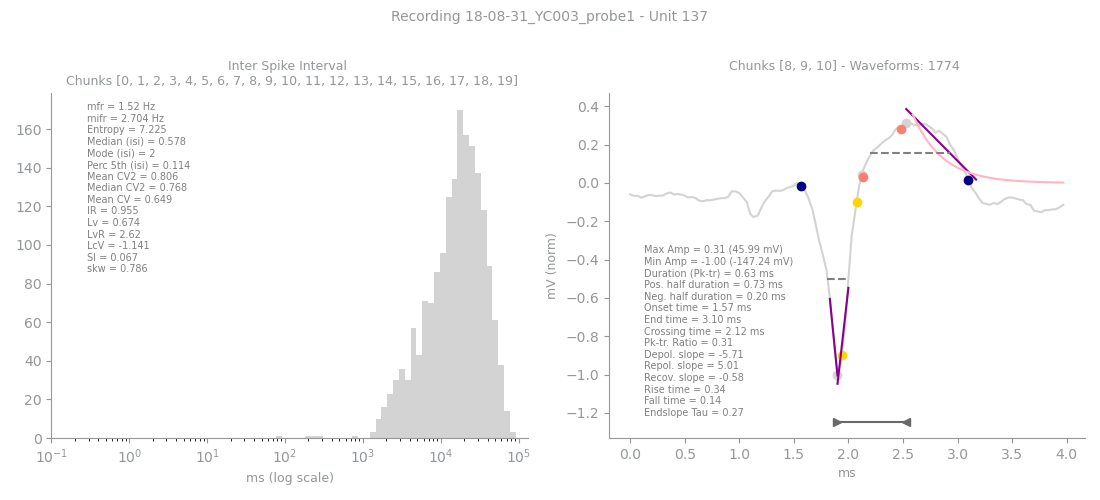 Recording 18-08-31_YC003_probe1 - Unit 137
Inter Spike Interval
Chunks [0, 1, 2, 3, 4, 5, 6, 7, 8, 9, 10, 11, 12, 13, 14, 15, 16, 17, 18, 19]
mfr = 1.52 Hz
mifr = 2.704 Hz
Entropy = 7.225
Median (isi) = 0.578
Mode (isi) = 2
Perc 5th (isi) = 0.114
Mean CV2 = 0.806
Median CV2 = 0.768
Mean CV = 0.649
IR = 0.955
Lv = 0.674
LvR = 2.62
LcV = -1.141
SI = 0.067
skw = 0.786
160
140
120
100
80
60
40
20
0
10⁻¹ 10⁰ 10¹ 10² 10³ 10⁴ 10⁵
ms (log scale)
Chunks [8, 9, 10] - Waveforms: 1774
0.4
0.2
0.0
−0.2
−0.4
−0.6
−0.8
−1.0
−1.2
mV (norm)
Max Amp = 0.31 (45.99 mV)
Min Amp = -1.00 (-147.24 mV)
Duration (Pk-tr) = 0.63 ms
Pos. half duration = 0.73 ms
Neg. half duration = 0.20 ms
Onset time = 1.57 ms
End time = 3.10 ms
Crossing time = 2.12 ms
Pk-tr. Ratio = 0.31
Depol. slope = -5.71
Repol. slope = 5.01
Recov. slope = -0.58
Rise time = 0.34
Fall time = 0.14
Endslope Tau = 0.27
0.0 0.5 1.0 1.5 2.0 2.5 3.0 3.5 4.0
ms